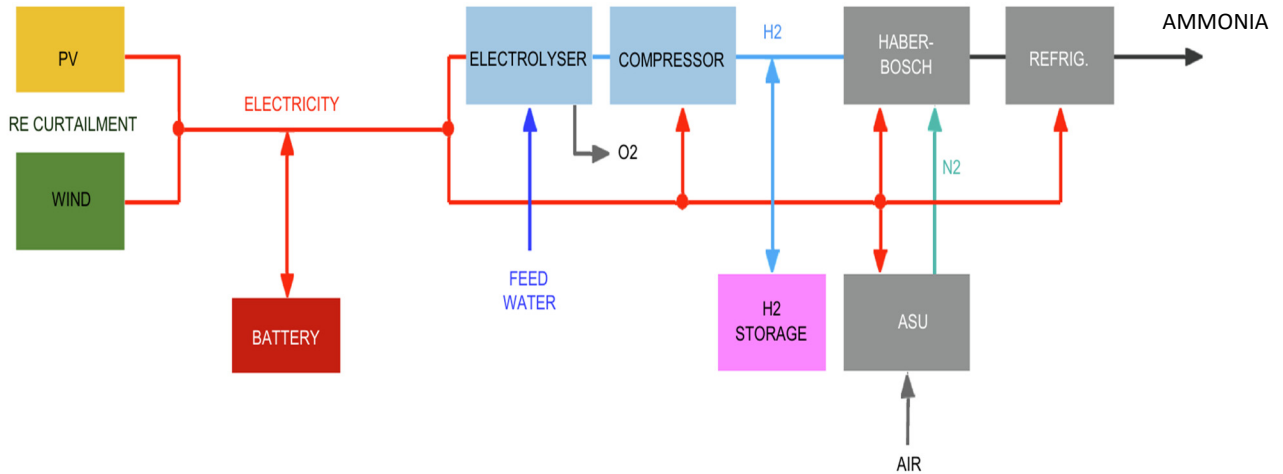 AMMONIA
PV
ELECTROLYSER
COMPRESSOR
H2
HABER-
BOSCH
REFRIG.
ELECTRICITY
RE CURTAILMENT
O2
N2
WIND
FEED
WATER
BATTERY
H2
STORAGE
ASU
AIR